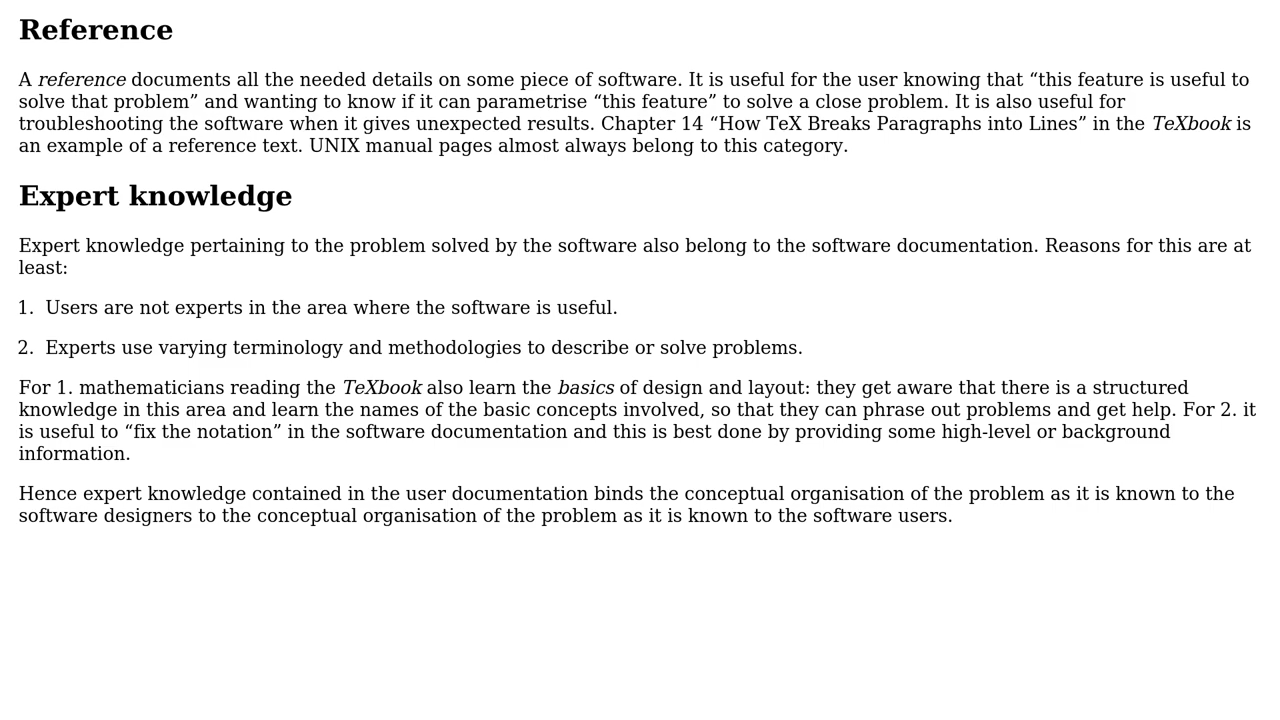 Reference
A reference documents all the needed details on some piece of software. It is useful for the user knowing that “this feature is useful to
solve that problem” and wanting to know if it can parametrise “this feature” to solve a close problem. It is also useful for
troubleshooting the software when it gives unexpected results. Chapter 14 “How TeX Breaks Paragraphs into Lines” in the TeXbook is
an example of a reference text. UNIX manual pages almost always belong to this category.
Expert knowledge
Expert knowledge pertaining to the problem solved by the software also belong to the software documentation. Reasons for this are at
least:
1. Users are not experts in the area where the software is useful.
2. Experts use varying terminology and methodologies to describe or solve problems.
For 1. mathematicians reading the TeXbook also learn the basics of design and layout: they get aware that there is a structured
knowledge in this area and learn the names of the basic concepts involved, so that they can phrase out problems and get help. For 2. it
is useful to “fix the notation” in the software documentation and this is best done by providing some high-level or background
information.
Hence expert knowledge contained in the user documentation binds the conceptual organisation of the problem as it is known to the
software designers to the conceptual organisation of the problem as it is known to the software users.